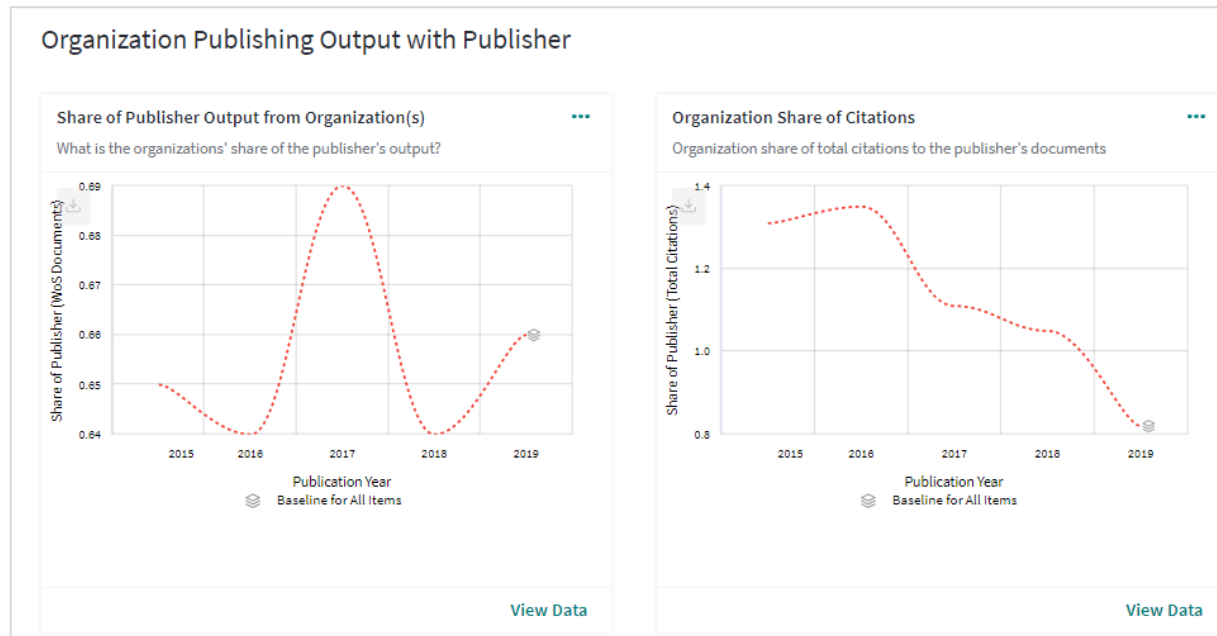 Organization Publishing Output with Publisher
Share of Publisher Output from Organization(s)
What is the organizations' share of the publisher's output?
Share of Publisher (WoS Documents)
0.69
0.68
0.67
0.66
0.65
0.64
2015 2016 2017 2018 2019
Publication Year
Baseline for All Items
View Data
Organization Share of Citations
Organization share of total citations to the publisher's documents
Share of Publisher (Total Citations)
1.4
1.2
1.0
0.8
2015 2016 2017 2018 2019
Publication Year
Baseline for All Items
View Data